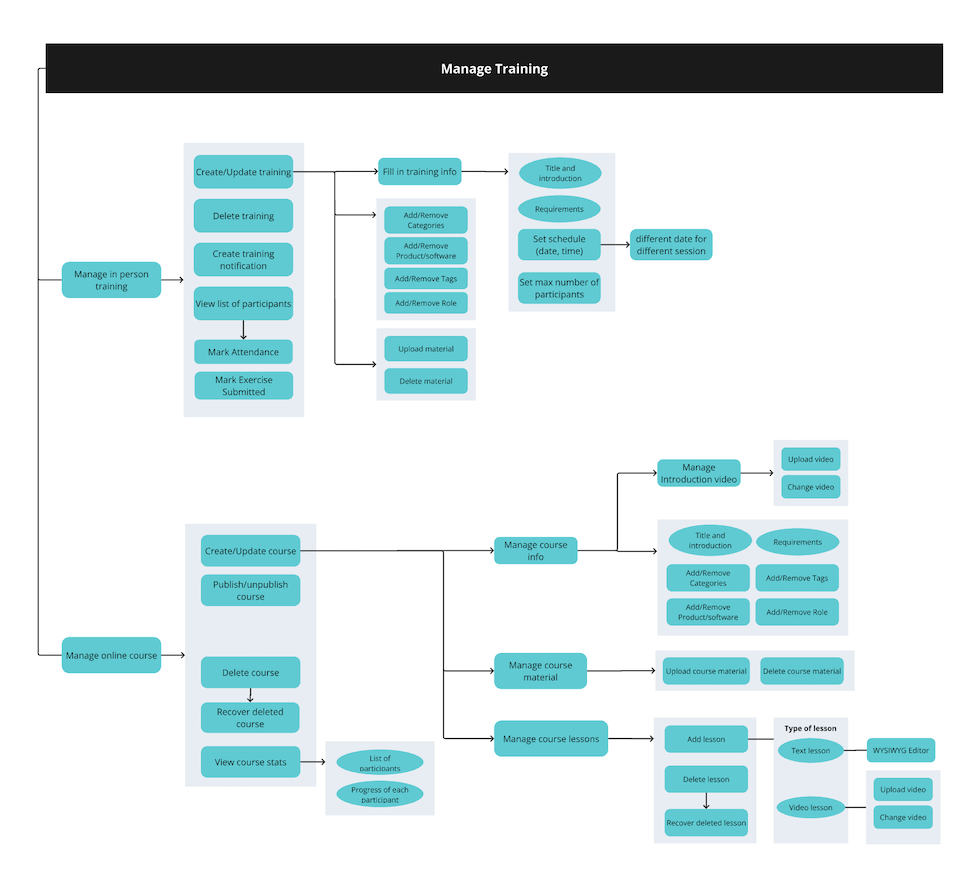 Manage Training
Create/Update training
Delete training
Create training
notification
View list of participants
Mark Attendance
Mark Exercise
Submitted
Manage in person
training
Fill in training info
Add/Remove
Categories
Add/Remove
Product/software
Add/Remove Tags
Add/Remove Role
Upload material
Delete material
Title and
introduction
Requirements
Set schedule
(date, time)
Set max number of
participants
different date for
different session
Manage online course
Create/Update course
Publish/unpublish
course
Delete course
Recover deleted
course
View course stats
List of
participants
Progress of each
participant
Manage course
info
Manage
Introduction video
Upload video
Change video
Title and
introduction
Requirements
Add/Remove
Categories
Add/Remove Tags
Add/Remove
Product/software
Add/Remove Role
Manage course
material
Upload course material
Delete course material
Manage course lessons
Add lesson
Delete lesson
Recover deleted lesson
Type of lesson
Text lesson
WYSIWYG Editor
Video lesson
Upload video
Change video